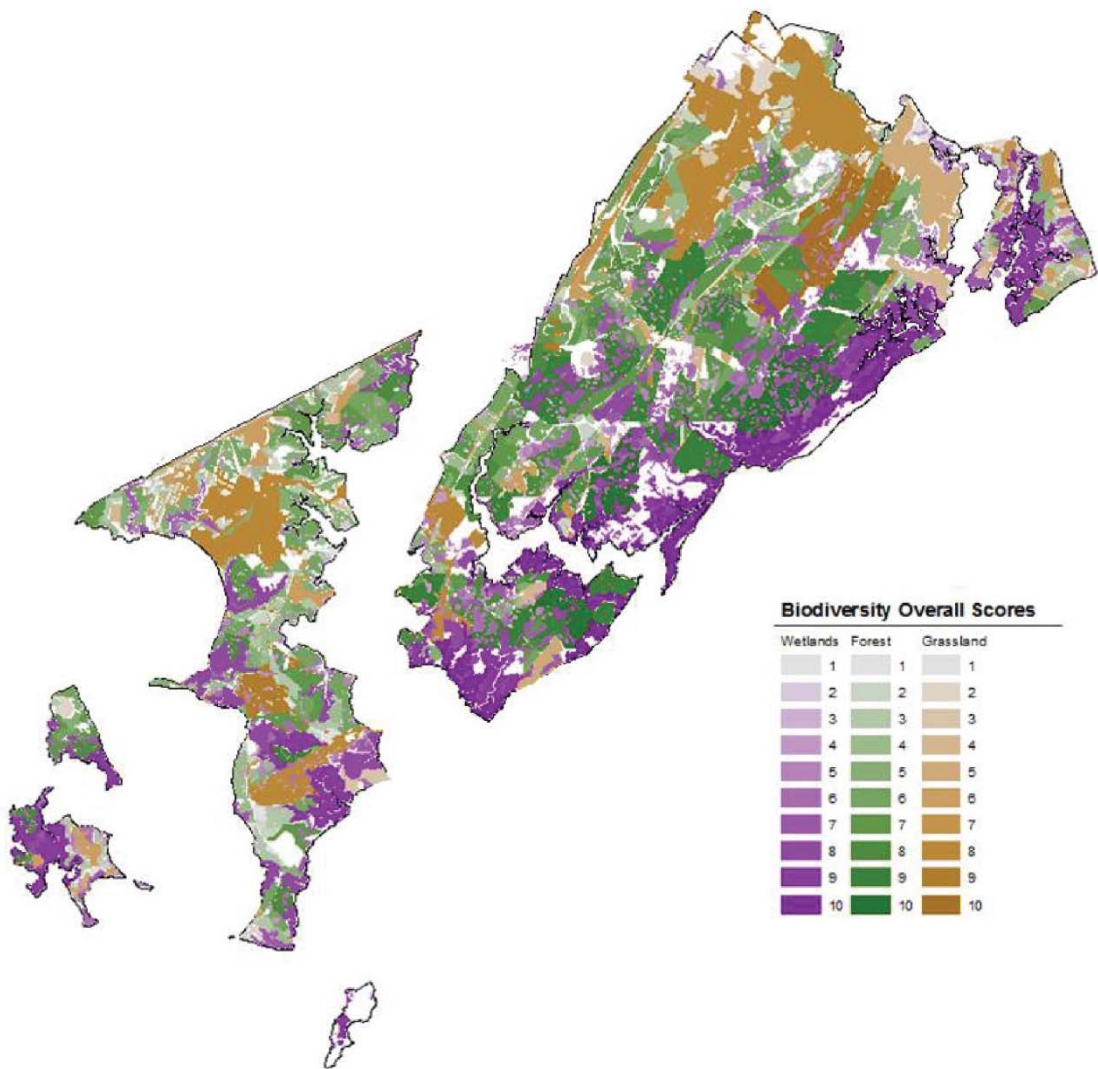 Biodiversity Overall Scores
Wetlands Forest Grassland
1 1 1
2 2 2
3 3 3
4 4 4
5 5 5
6 6 6
7 7 7
8 8 8
9 9 9
10 10 10